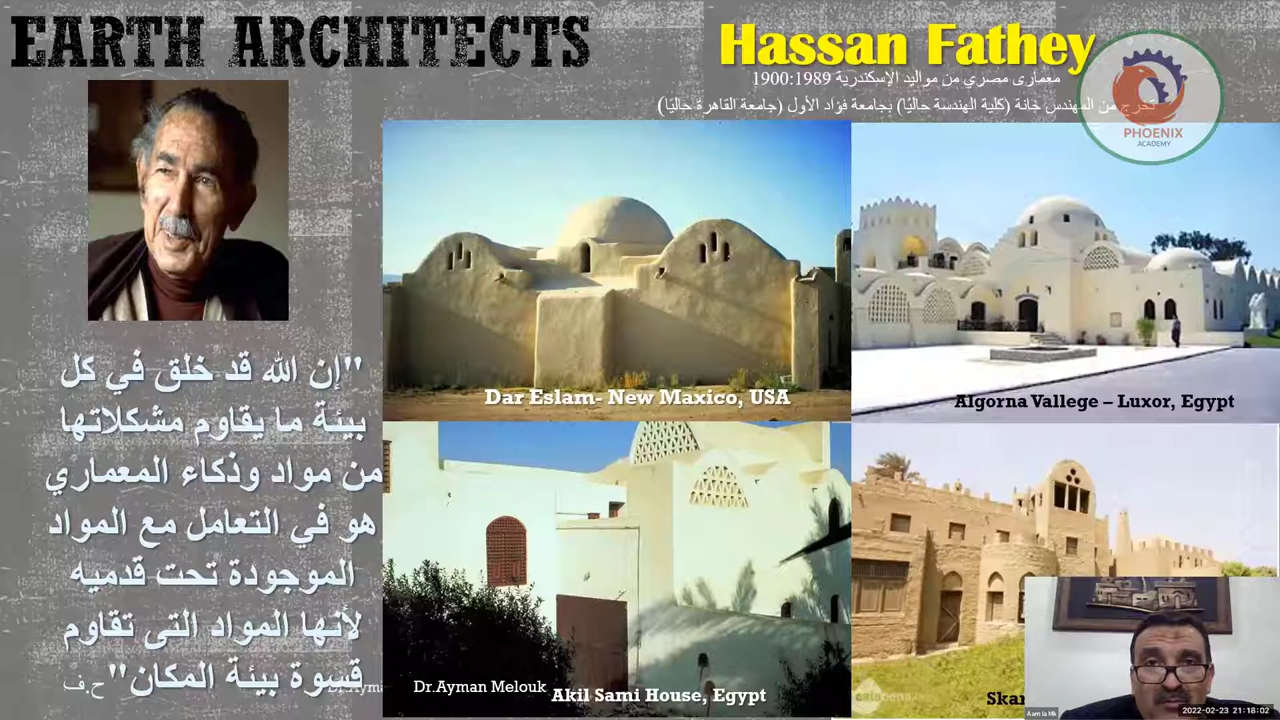 EARTH ARCHITECTS
Hassan Fathey
معمارى مصري من مواليد الإسكندرية 1900:1989
تخرج من المهندس خانة (كلية الهندسة حاليًا) بجامعة فؤاد الأول (جامعة القاهرة حاليًا)
PHOENIX
ACADEMY
"إن الله قد خلق في كل
بيئة ما يقاوم مشكلاتها
من مواد وذكاء المعماري
هو في التعامل مع المواد
الموجودة تحت قدميه
لأنها المواد التى تقاوم
قسوة بيئة المكان" ح.ف
Dar Eslam- New Maxico, USA
Algorna Vallege – Luxor, Egypt
Dr.Ayman Melouk
Akil Sami House, Egypt
2022-02-23 21:18:02